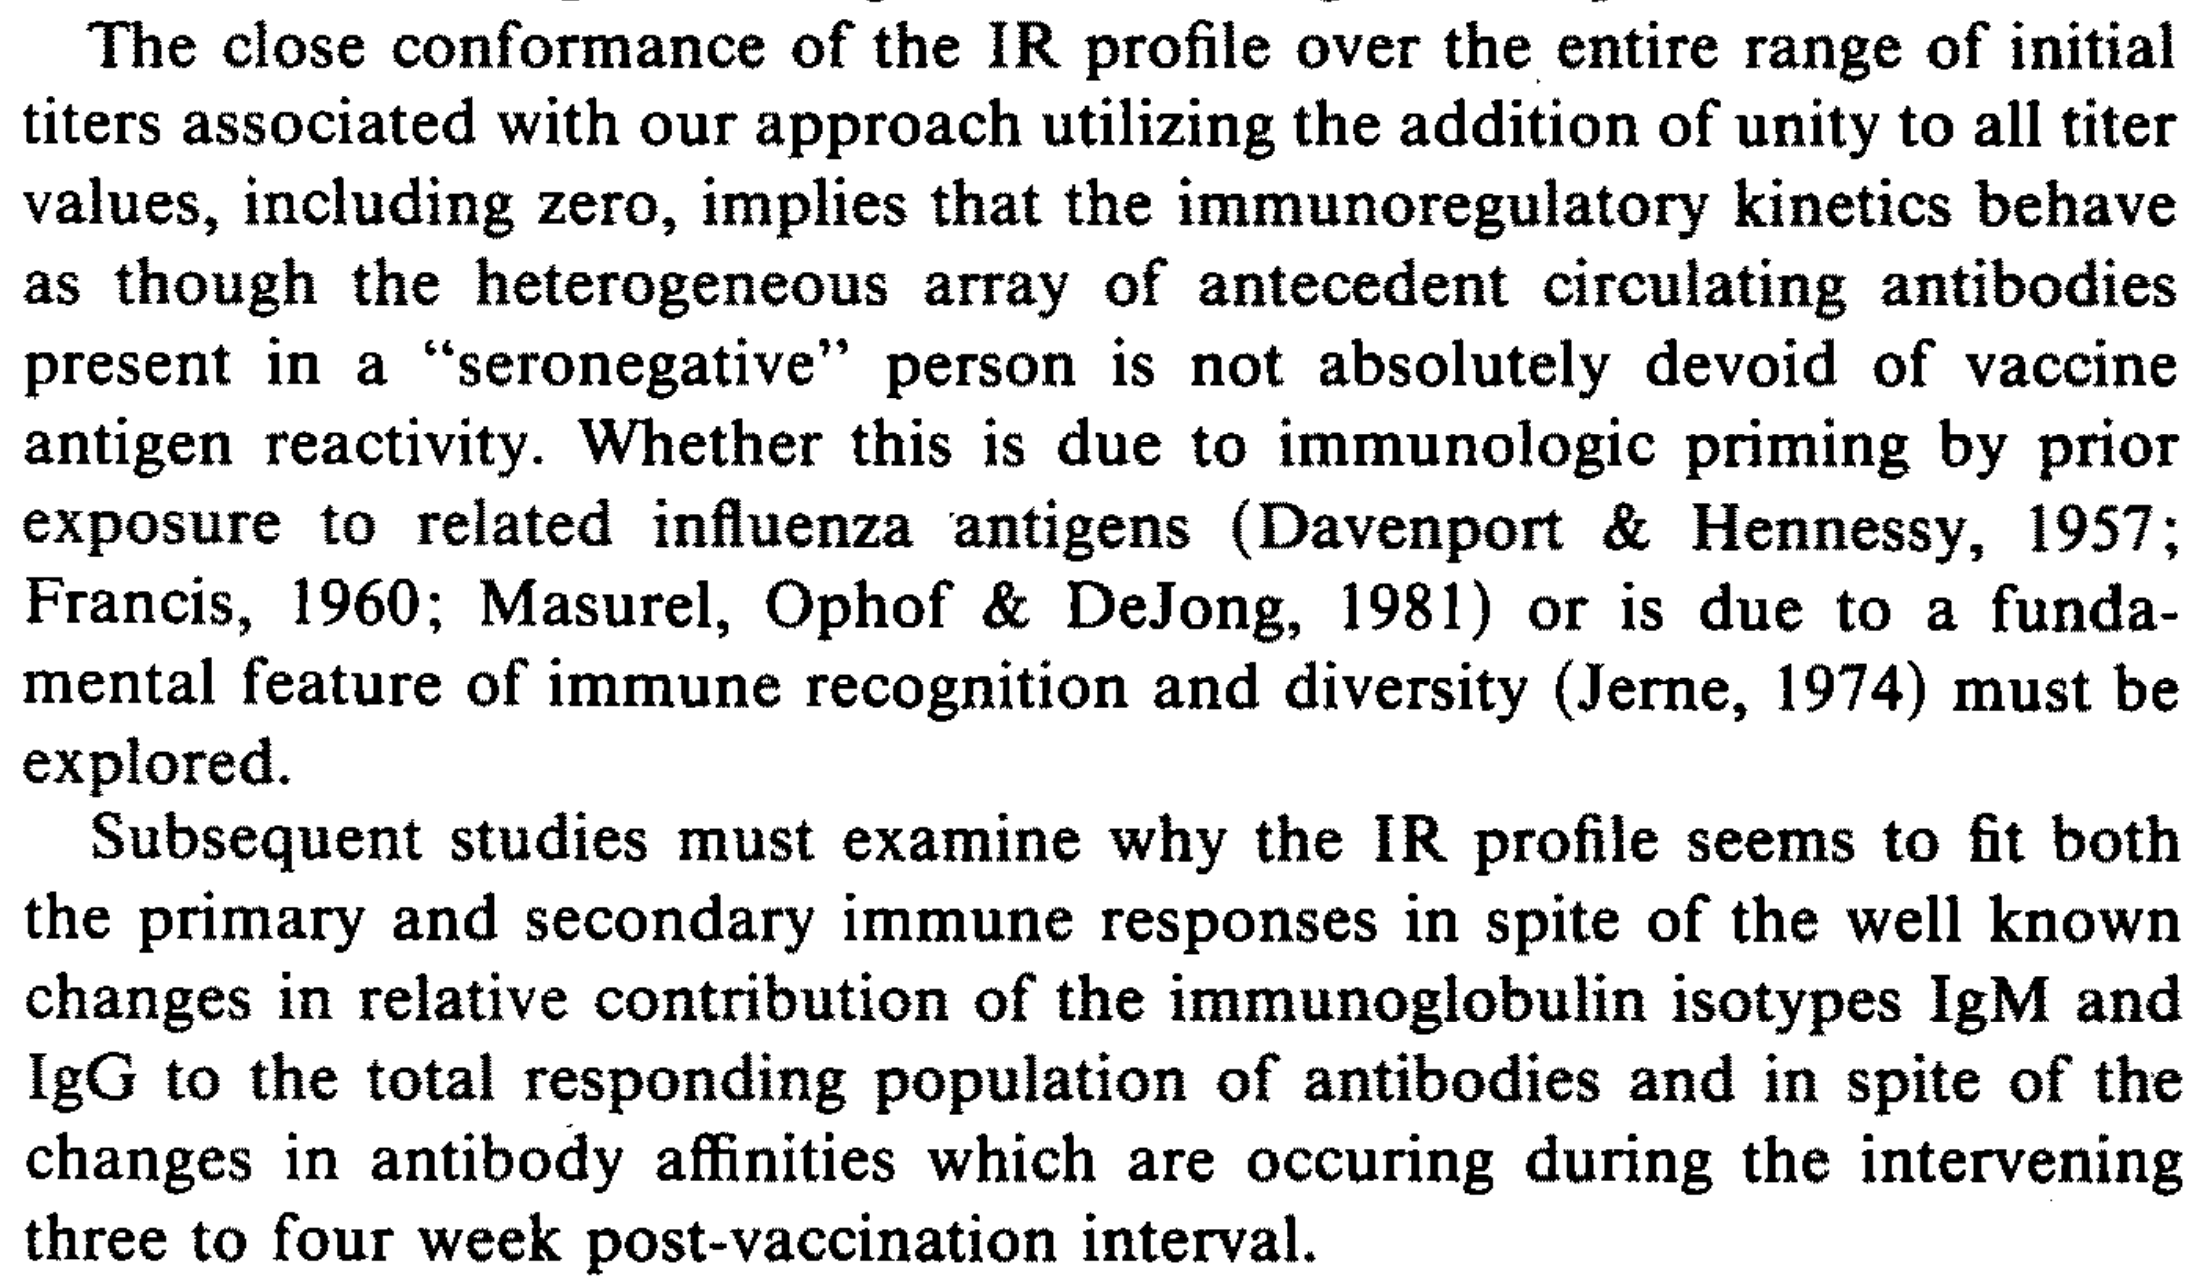 The close conformance of the IR profile over the entire range of initial
titers associated with our approach utilizing the addition of unity to all titer
values, including zero, implies that the immunoregulatory kinetics behave
as though the heterogeneous array of antecedent circulating antibodies
present in a “seronegative” person is not absolutely devoid of vaccine
antigen reactivity. Whether this is due to immunologic priming by prior
exposure to related influenza antigens (Davenport & Hennessy, 1957;
Francis, 1960; Masurel, Ophof & DeJong, 1981) or is due to a funda-
mental feature of immune recognition and diversity (Jerne, 1974) must be
explored.
Subsequent studies must examine why the IR profile seems to fit both
the primary and secondary immune responses in spite of the well known
changes in relative contribution of the immunoglobulin isotypes IgM and
IgG to the total responding population of antibodies and in spite of the
changes in antibody affinities which are occuring during the intervening
three to four week post-vaccination interval.